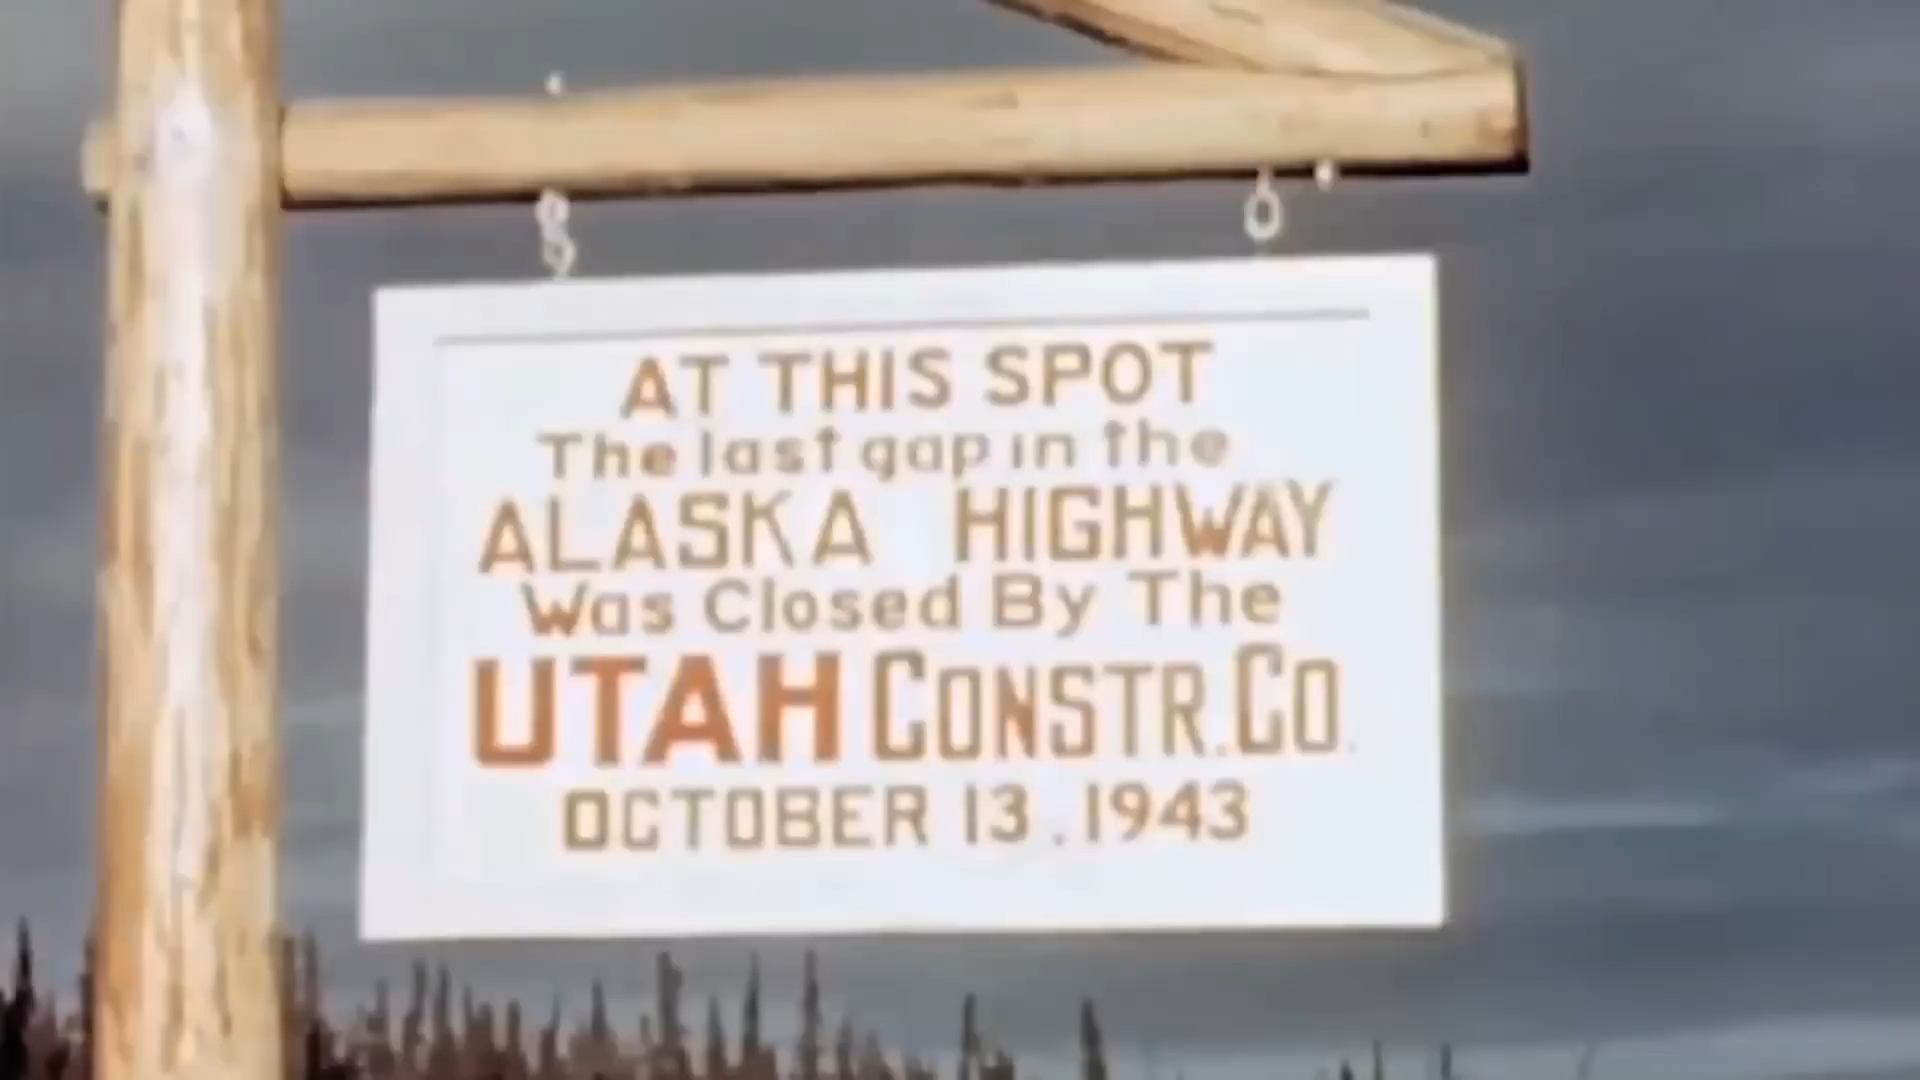 AT THIS SPOT
The last gap in the
ALASKA HIGHWAY
Was Closed By The
UTAH CONSTR. CO.
OCTOBER 13. 1943